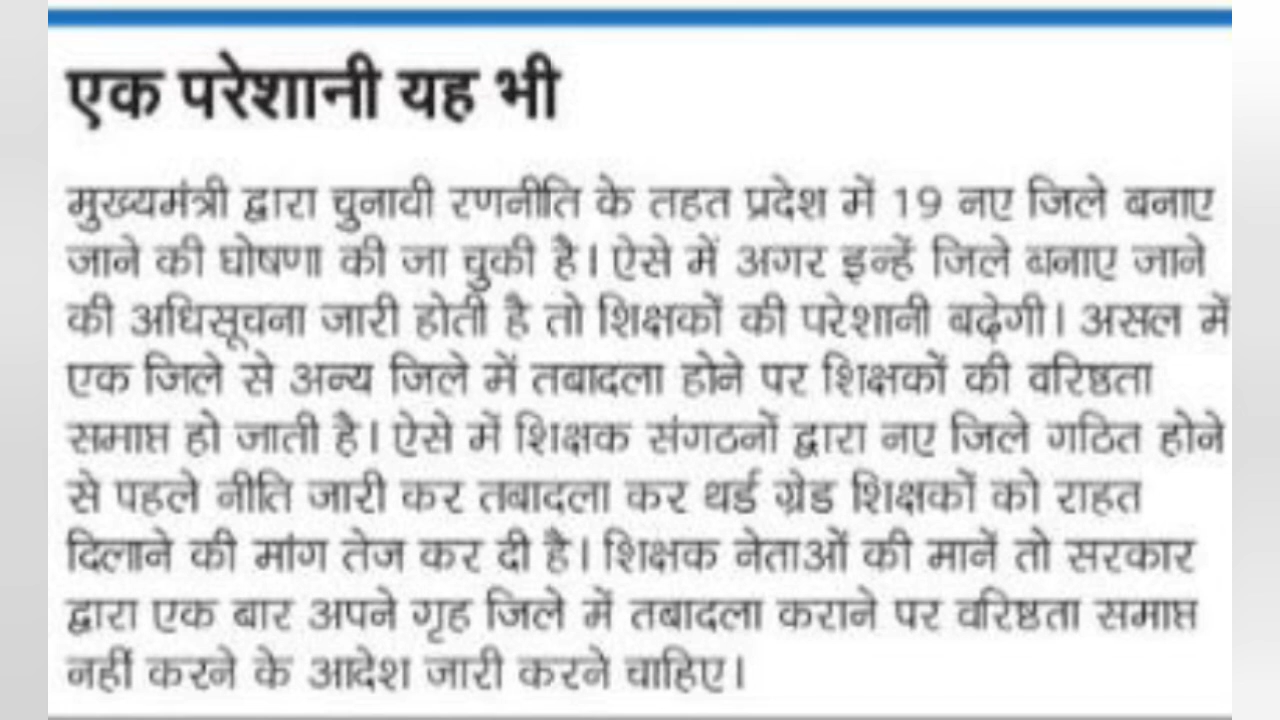 एक परेशानी यह भी
मुख्यमंत्री द्वारा चुनावी रणनीति के तहत प्रदेश में 19 नए जिले बनाए
जाने की घोषणा की जा चुकी है। ऐसे में अगर इन्हें जिले बनाए जाने
की अधिसूचना जारी होती है तो शिक्षकों की परेशानी बढ़ेगी। असल में
एक जिले से अन्य जिले में तबादला होने पर शिक्षकों की वरिष्ठता
समाप्त हो जाती है। ऐसे में शिक्षक संगठनों द्वारा नए जिले गठित होने
से पहले नीति जारी कर तबादला कर थर्ड ग्रेड शिक्षकों को राहत
दिलाने की मांग तेज कर दी है। शिक्षक नेताओं की मानें तो सरकार
द्वारा एक बार अपने गृह जिले में तबादला कराने पर वरिष्ठता समाप्त
नहीं करने के आदेश जारी करने चाहिए।